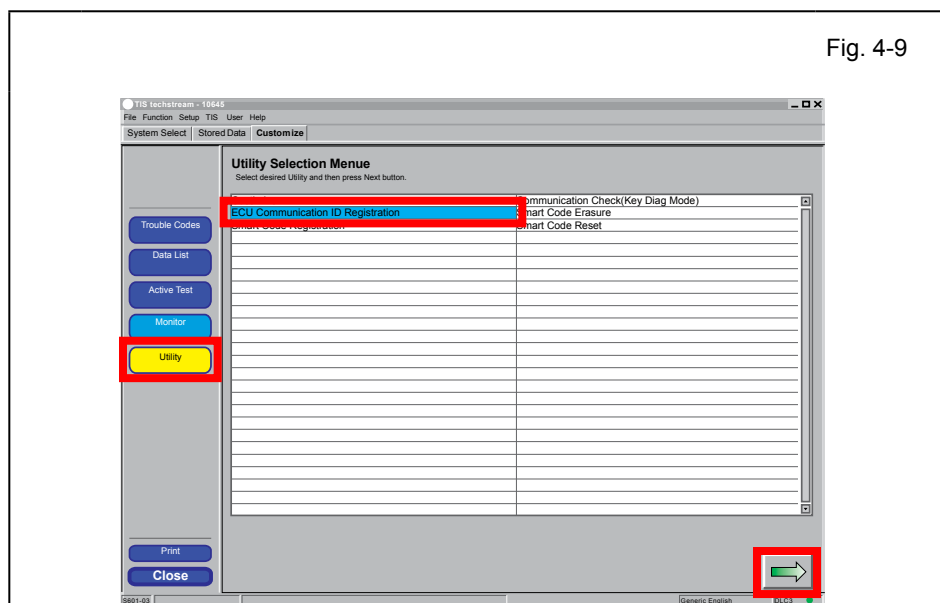 Fig. 4-9
TIS techstream - 10645
File Function Setup TIS User Help
System Select Stored Data Customize
Utility Selection Menue
Select desired Utility and then press Next button.
Communication Check(Key Diag Mode)
ECU Communication ID Registration Smart Code Erasure
Smart Code Registration Smart Code Reset
Trouble Codes
Data List
Active Test
Monitor
Utility
Print
Close
S601-03 Generic English DLC3